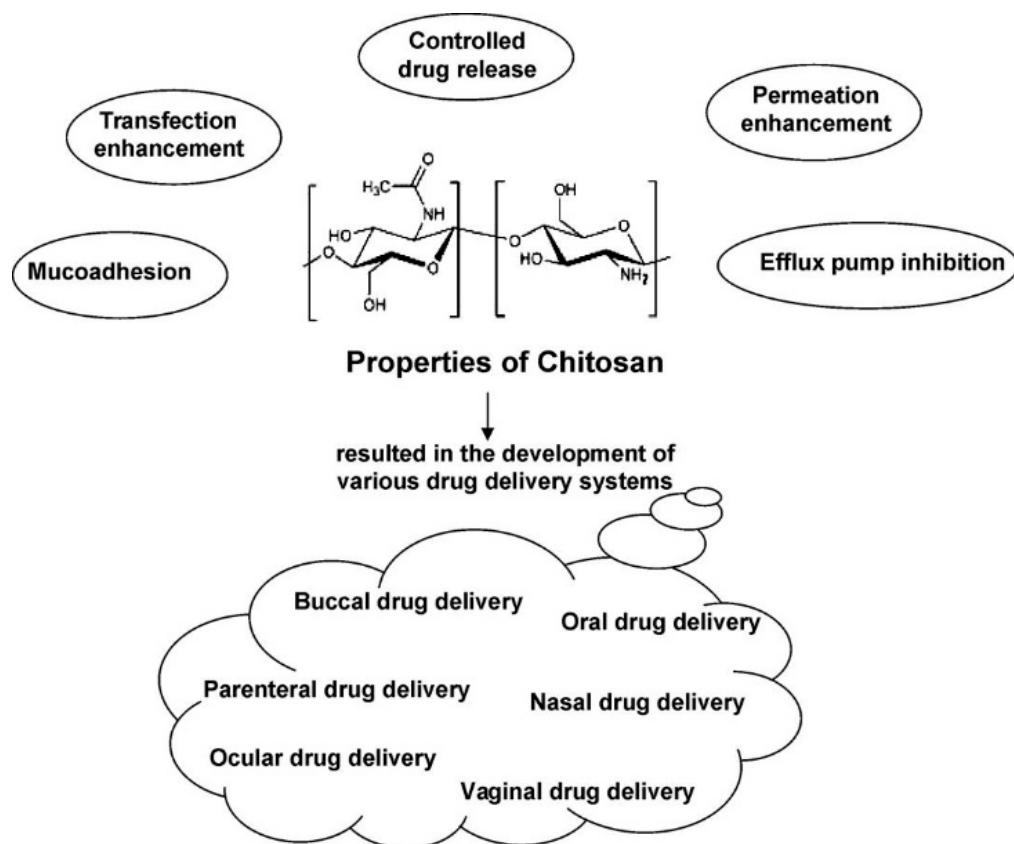 Controlled
drug release
Transfection
enhancement
Permeation
enhancement
Mucoadhesion
Efflux pump inhibition
O
H₃C
NH
HO
O
O
OH
O
OH
O
HO
NH₂
Properties of Chitosan
resulted in the development of
various drug delivery systems
Buccal drug delivery
Oral drug delivery
Parenteral drug delivery
Nasal drug delivery
Ocular drug delivery
Vaginal drug delivery